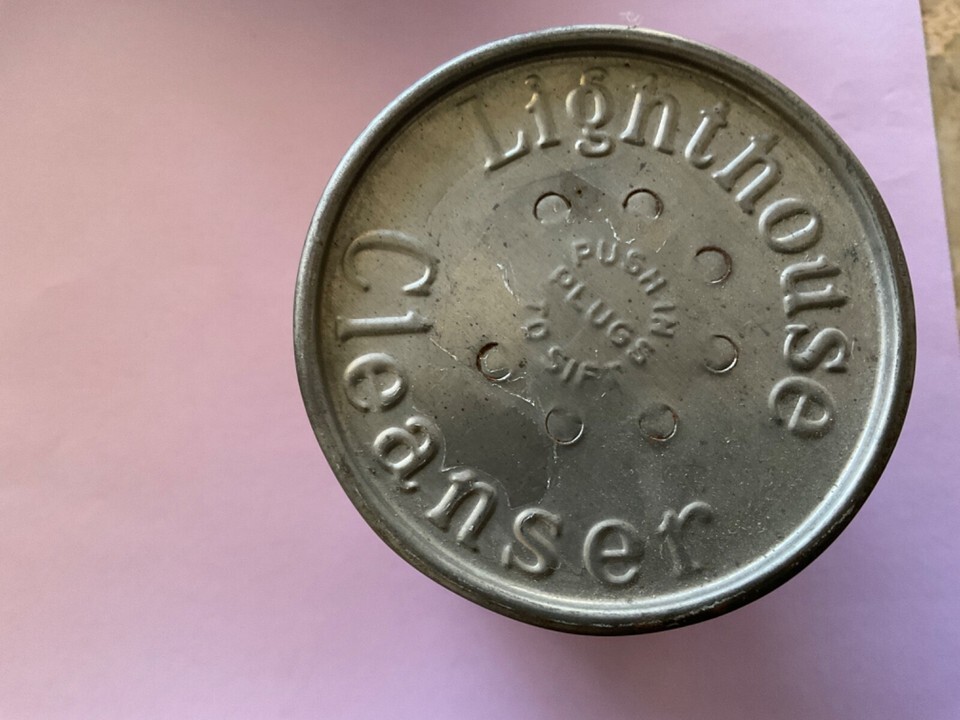 Lighthouse
Cleanser
PUSH IN
PLUGS
TO SIFT